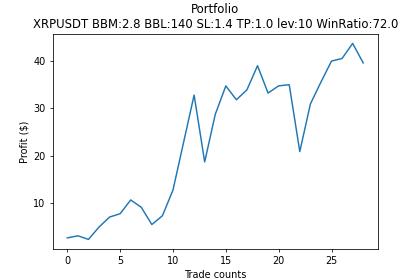 Portfolio
XRPUSDT BBM:2.8 BBL:140 SL:1.4 TP:1.0 lev:10 WinRatio:72.0
40
30
20
10
Profit ($)
0 5 10 15 20 25
Trade counts